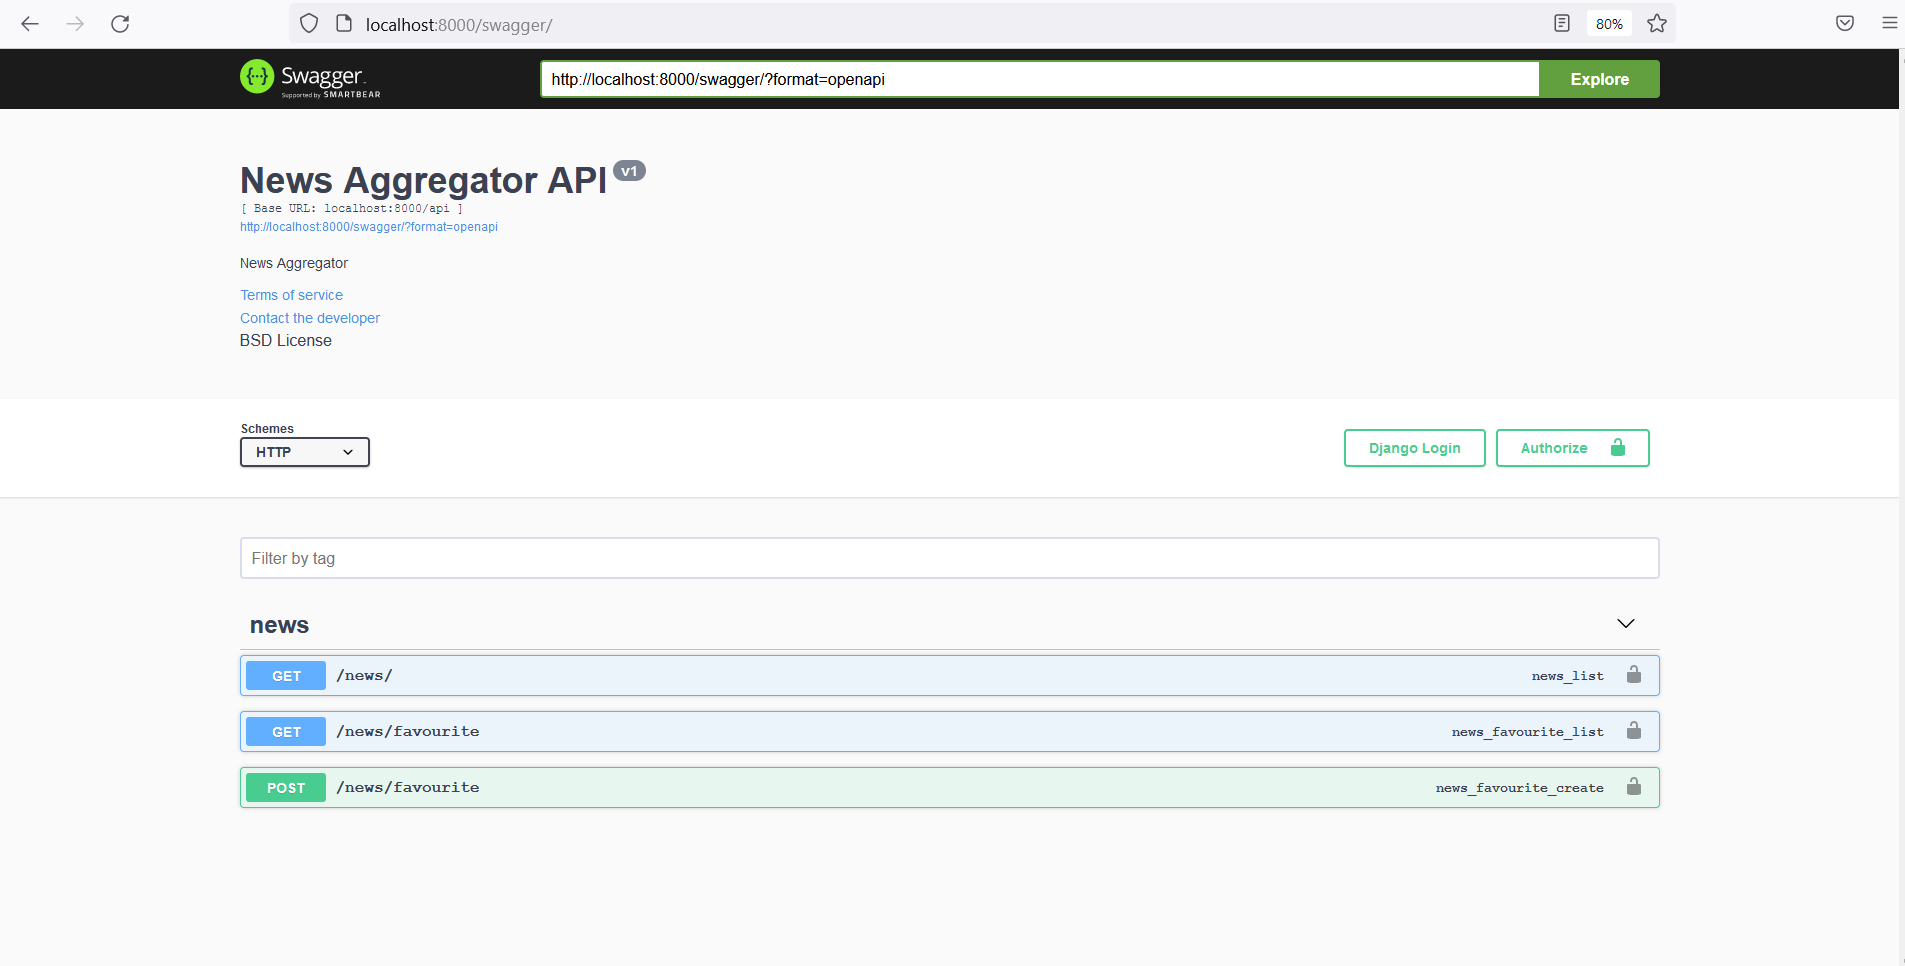 localhost:8000/swagger/
80%
Swagger.
Supported by SMARTBEAR
http://localhost:8000/swagger/?format=openapi
Explore
News Aggregator API v1
[ Base URL: localhost:8000/api ]
http://localhost:8000/swagger/?format=openapi
News Aggregator
Terms of service
Contact the developer
BSD License
Schemes
HTTP
Django Login
Authorize
Filter by tag
news
GET /news/ news_list
GET /news/favourite news_favourite_list
POST /news/favourite news_favourite_create